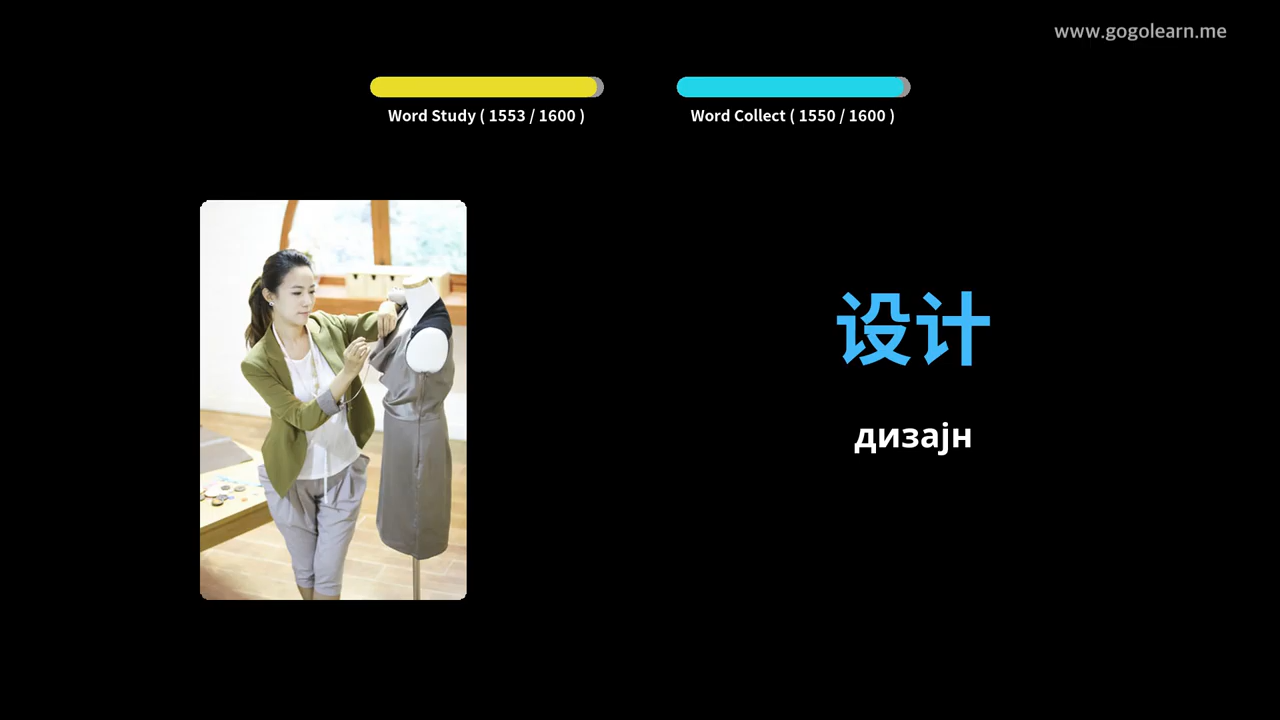 www.gogolearn.me
Word Study ( 1553 / 1600 )
Word Collect ( 1550 / 1600 )
设计
дизајн